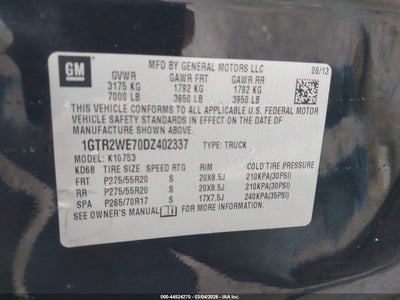 GM
MFD BY GENERAL MOTORS LLC 06/13
GVWR GAWR FRT GAWR RR
3175 KG 1792 KG 1792 KG
7000 LB 3950 LB 3950 LB
THIS VEHICLE CONFORMS TO ALL APPLICABLE U.S. FEDERAL MOTOR
VEHICLE SAFETY STANDARDS IN EFFECT ON THE DATE OF
MANUFACTURE SHOWN ABOVE.
1GTR2WE70DZ402337 TYPE: TRUCK
MODEL: K1G753
KD68 TIRE SIZE SPEED RTG RIM COLD TIRE PRESSURE
FRT P275/55R20 S 20X8.5J 210KPA(30PSI)
RR P275/55R20 S 20X8.5J 210KPA(30PSI)
SPA P265/70R17 S 17X7.5J 240KPA(35PSI)
SEE OWNER'S MANUAL FOR MORE INFORMATION.
000-44524270 - 03/04/2026 - IAAI.COM